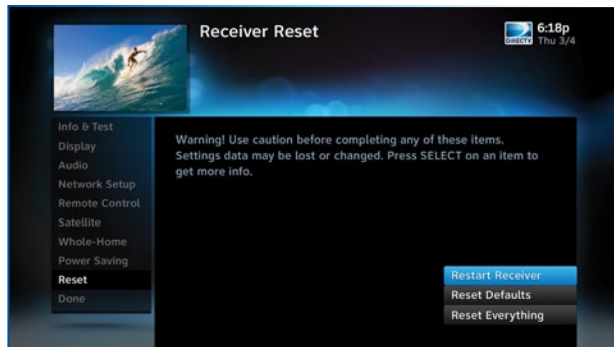 Receiver Reset
DIRECTV
6:18p
Thu 3/4
Info & Test
Display
Audio
Network Setup
Remote Control
Satellite
Whole-Home
Power Saving
Reset
Done
Warning! Use caution before completing any of
these items.
Settings data may be lost or changed. Press SELECT on an item to
get more info.
Restart Receiver
Reset Defaults
Reset Everything